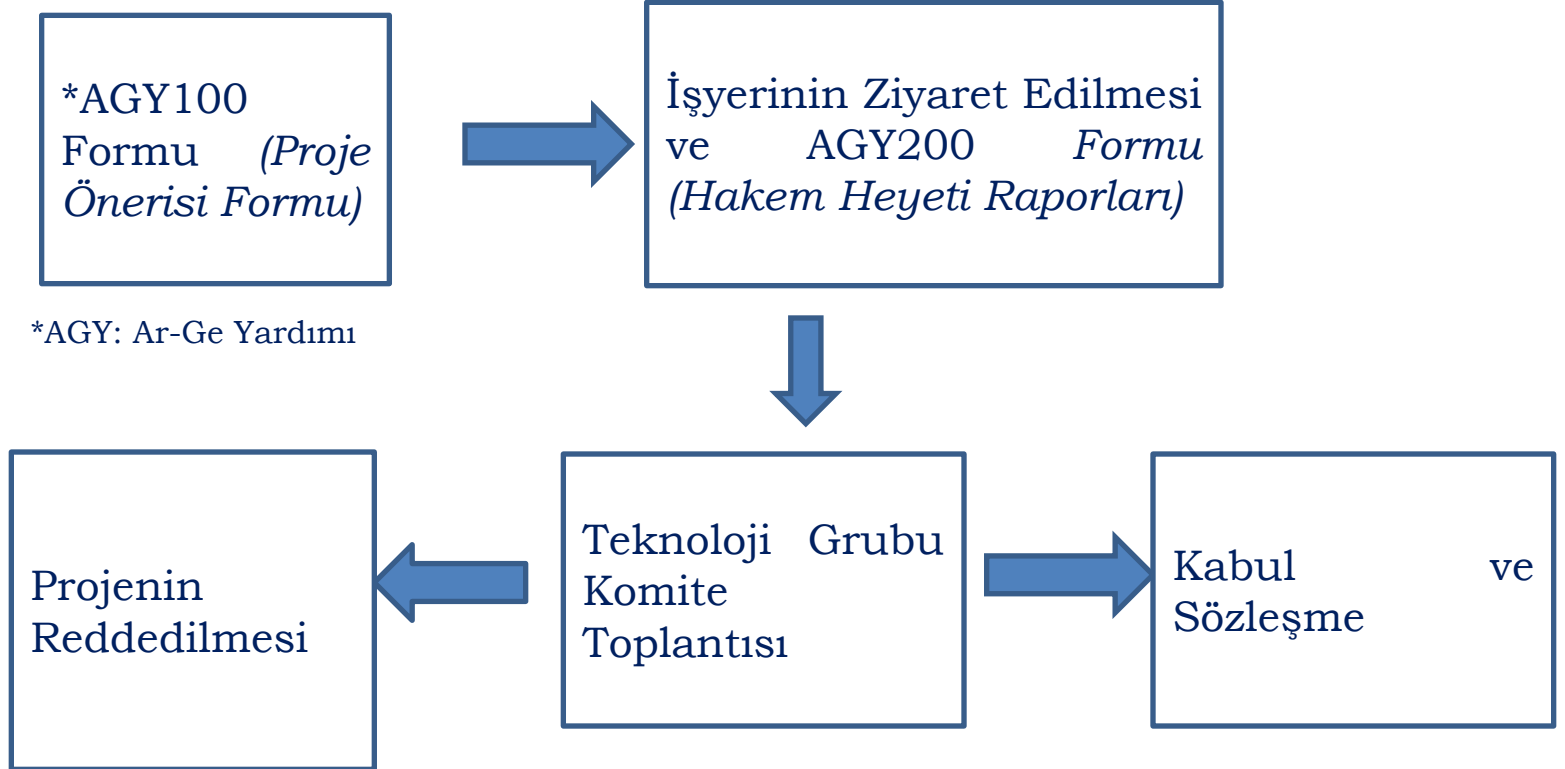 *AGY100
Formu (Proje
Önerisi Formu)
İşyerinin Ziyaret Edilmesi
ve AGY200 Formu
(Hakem Heyeti Raporları)
*AGY: Ar-Ge Yardımı
Projenin
Reddedilmesi
Teknoloji Grubu
Komite
Toplantısı
Kabul ve
Sözleşme